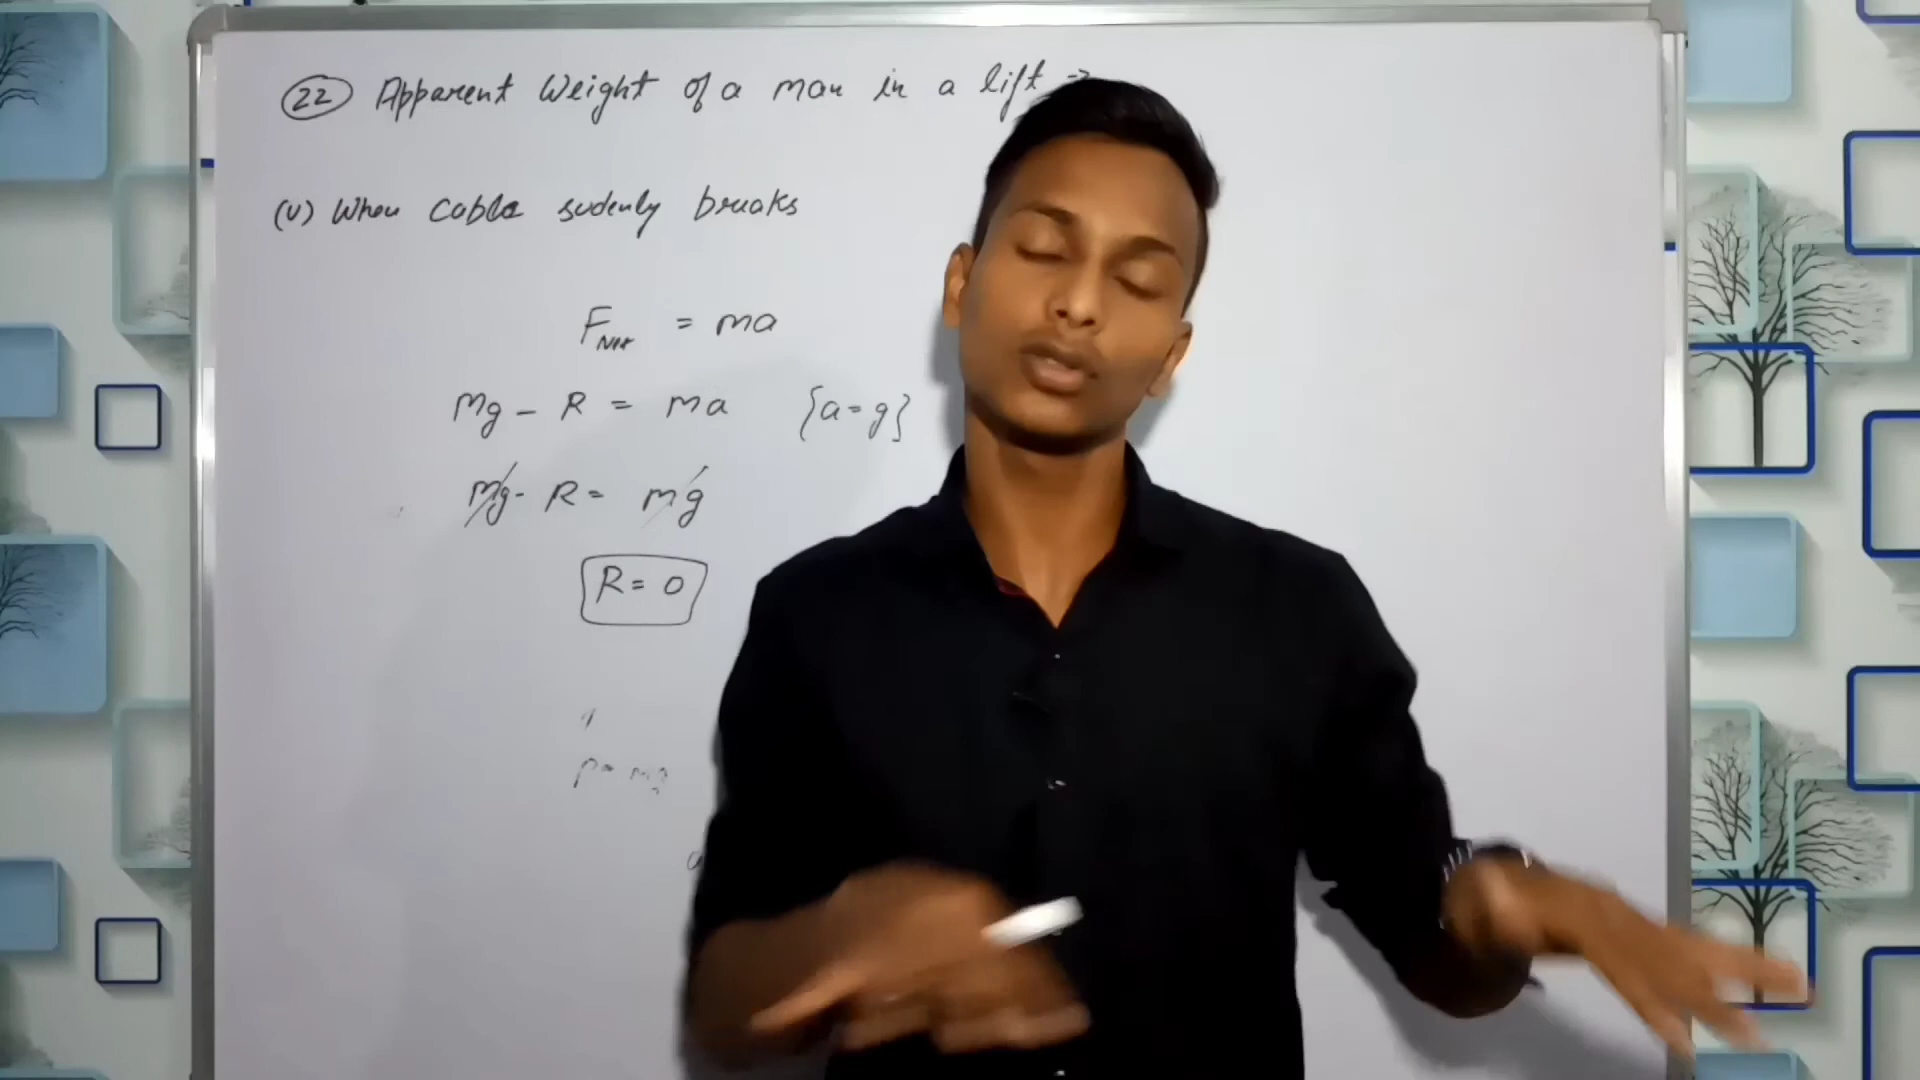 (22) Apparent Weight of a man in a lift →
(v) When cable sudenly breaks
F_Net = ma
Mg - R = ma {a=g}
Mg - R = mg
R = 0